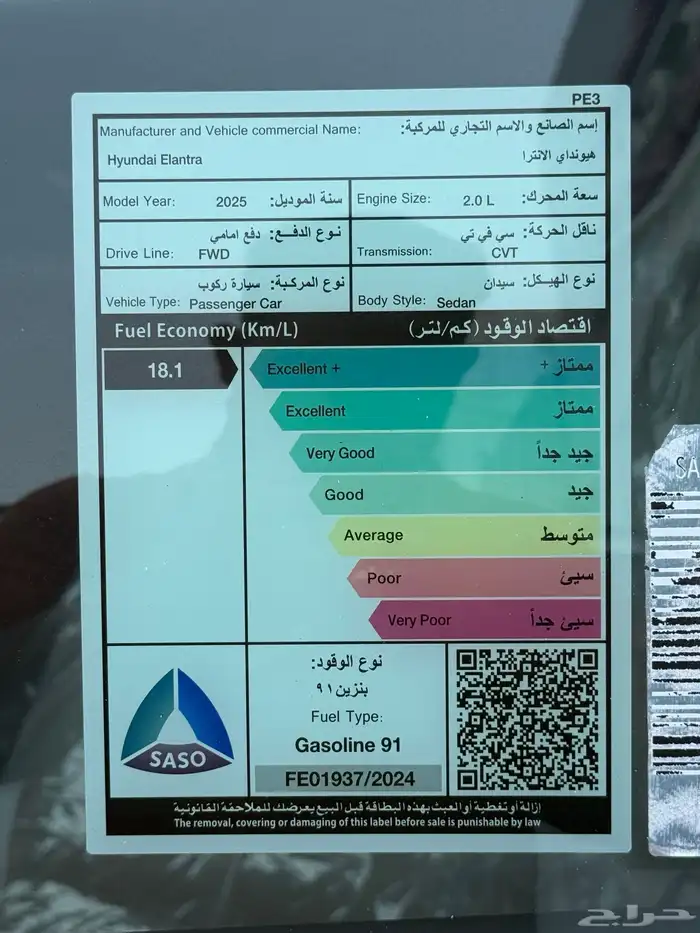 PE3
Manufacturer and Vehicle commercial Name: إسم الصانع والاسم التجاري للمركبة:
Hyundai Elantra هيونداي الانترا
Model Year: 2025 سنة الموديل: Engine Size: 2.0 L سعة المحرك:
نوع الدفع: دفع امامي
Drive Line: FWD
ناقل الحركة: سي في تي
Transmission: CVT
نوع المركبة: سيارة ركوب
Vehicle Type: Passenger Car
نوع الهيكل: سيدان
Body Style: Sedan
Fuel Economy (Km/L) اقتصاد الوقود (كم/لتر)
18.1
Excellent + ممتاز +
Excellent ممتاز
Very Good جيد جداً
Good جيد
Average متوسط
Poor سيئ
Very Poor سيئ جداً
SASO
نوع الوقود:
بنزين ٩١
Fuel Type:
Gasoline 91
FE01937/2024
إزالة أو تغطية أو العبث بهذه البطاقة قبل البيع يعرضك للملاحقة القانونية
The removal, covering or damaging of this label before sale is punishable by law
SA
حراج